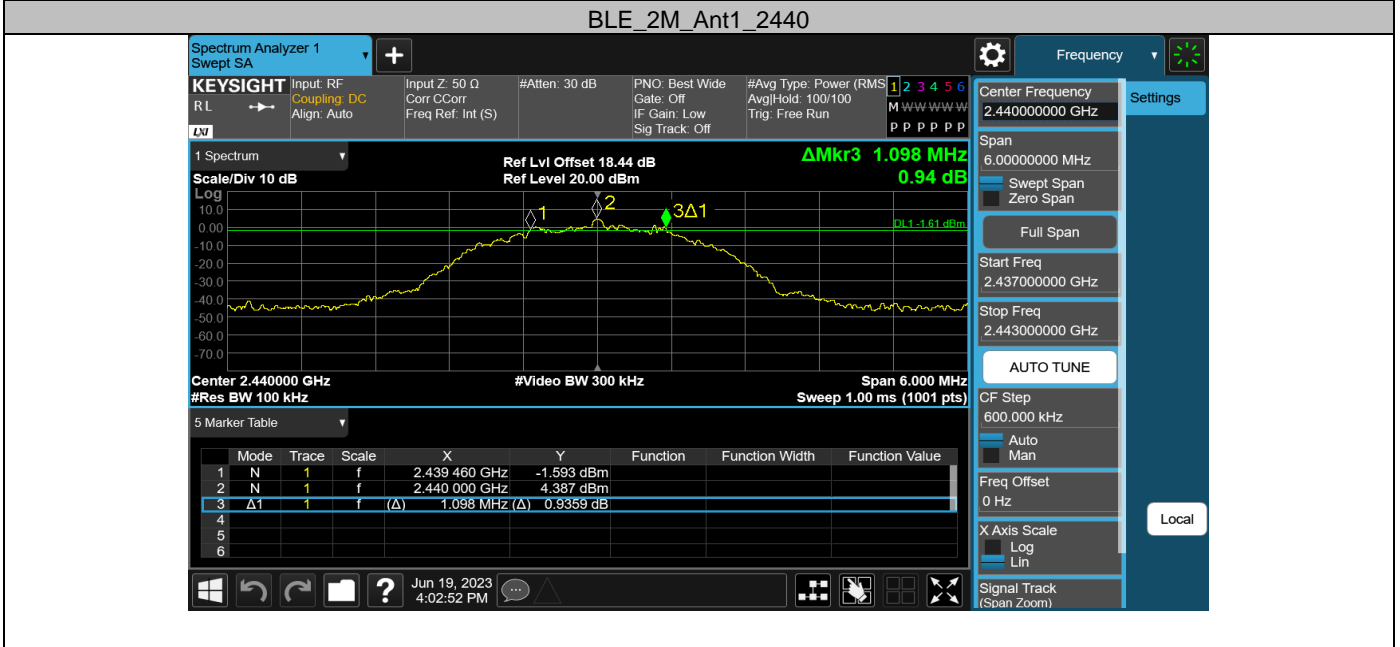 BLE_2M_Ant1_2440
Spectrum Analyzer 1
Swept SA
+
Frequency
KEYSIGHT
RL
LXI
Input: RF
Coupling: DC
Align: Auto
Input Z: 50 Ω
Corr CCorr
Freq Ref: Int (S)
#Atten: 30 dB
PNO: Best Wide
Gate: Off
IF Gain: Low
Sig Track: Off
#Avg Type: Power (RMS
Avg|Hold: 100/100
Trig: Free Run
1 2 3 4 5 6
M W W W W W
P P P P P P
1 Spectrum
Scale/Div 10 dB
Ref Lvl Offset 18.44 dB
Ref Level 20.00 dBm
ΔMkr3 1.098 MHz
0.94 dB
Log
10.0
0.00
-10.0
-20.0
-30.0
-40.0
-50.0
-60.0
-70.0
1
2
3Δ1
DL1 -1.61 dBm
Center 2.440000 GHz
#Video BW 300 kHz
Span 6.000 MHz
#Res BW 100 kHz
Sweep 1.00 ms (1001 pts)
5 Marker Table
Mode Trace Scale X Y Function Function Width Function Value
1 N 1 f 2.439 460 GHz -1.593 dBm
2 N 1 f 2.440 000 GHz 4.387 dBm
3 Δ1 1 f (Δ) 1.098 MHz (Δ) 0.9359 dB
4
5
6
?
Jun 19, 2023
4:02:52 PM
Center Frequency
2.440000000 GHz
Settings
Span
6.00000000 MHz
Swept Span
Zero Span
Full Span
Start Freq
2.437000000 GHz
Stop Freq
2.443000000 GHz
AUTO TUNE
CF Step
600.000 kHz
Auto
Man
Freq Offset
0 Hz
X Axis Scale
Log
Lin
Local
Signal Track
(Span Zoom)